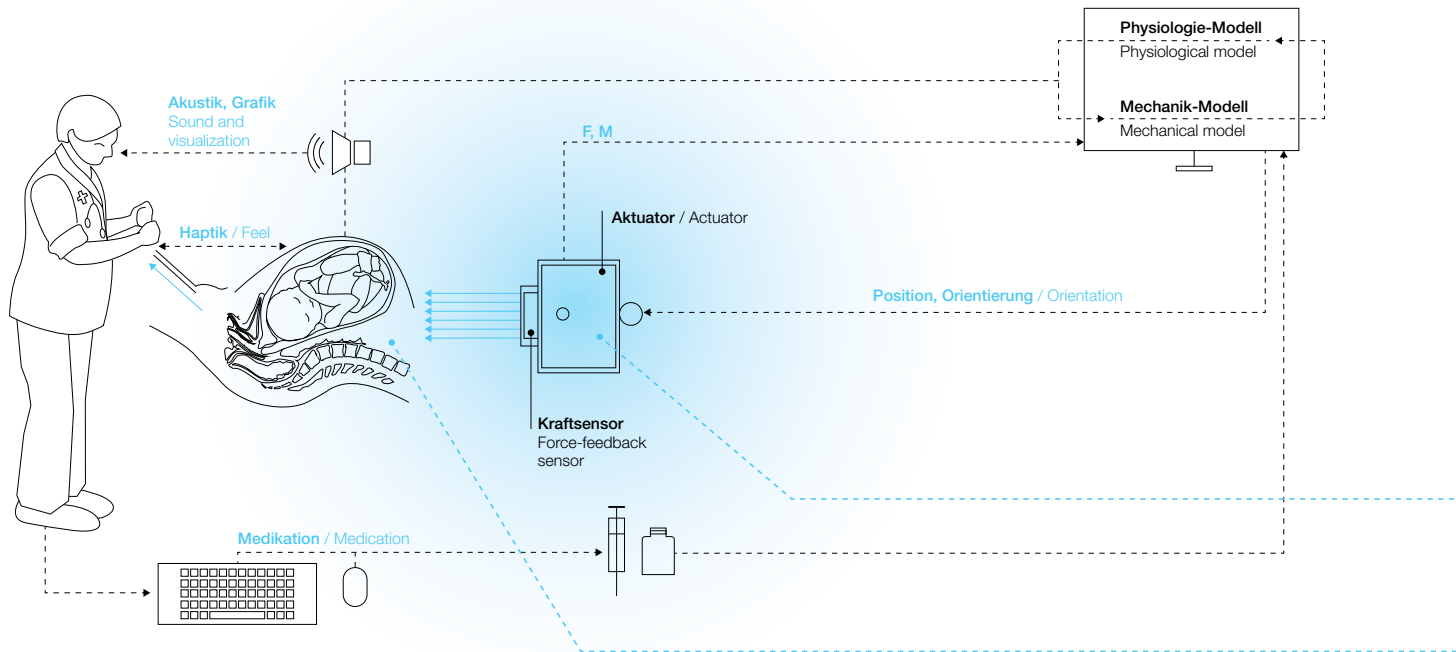 Physiologie-Modell
Physiological model
Mechanik-Modell
Mechanical model
Akustik, Grafik
Sound and
visualization
F, M
Aktuator / Actuator
Haptik / Feel
Position, Orientierung / Orientation
Kraftsensor
Force-feedback
sensor
Medikation / Medication